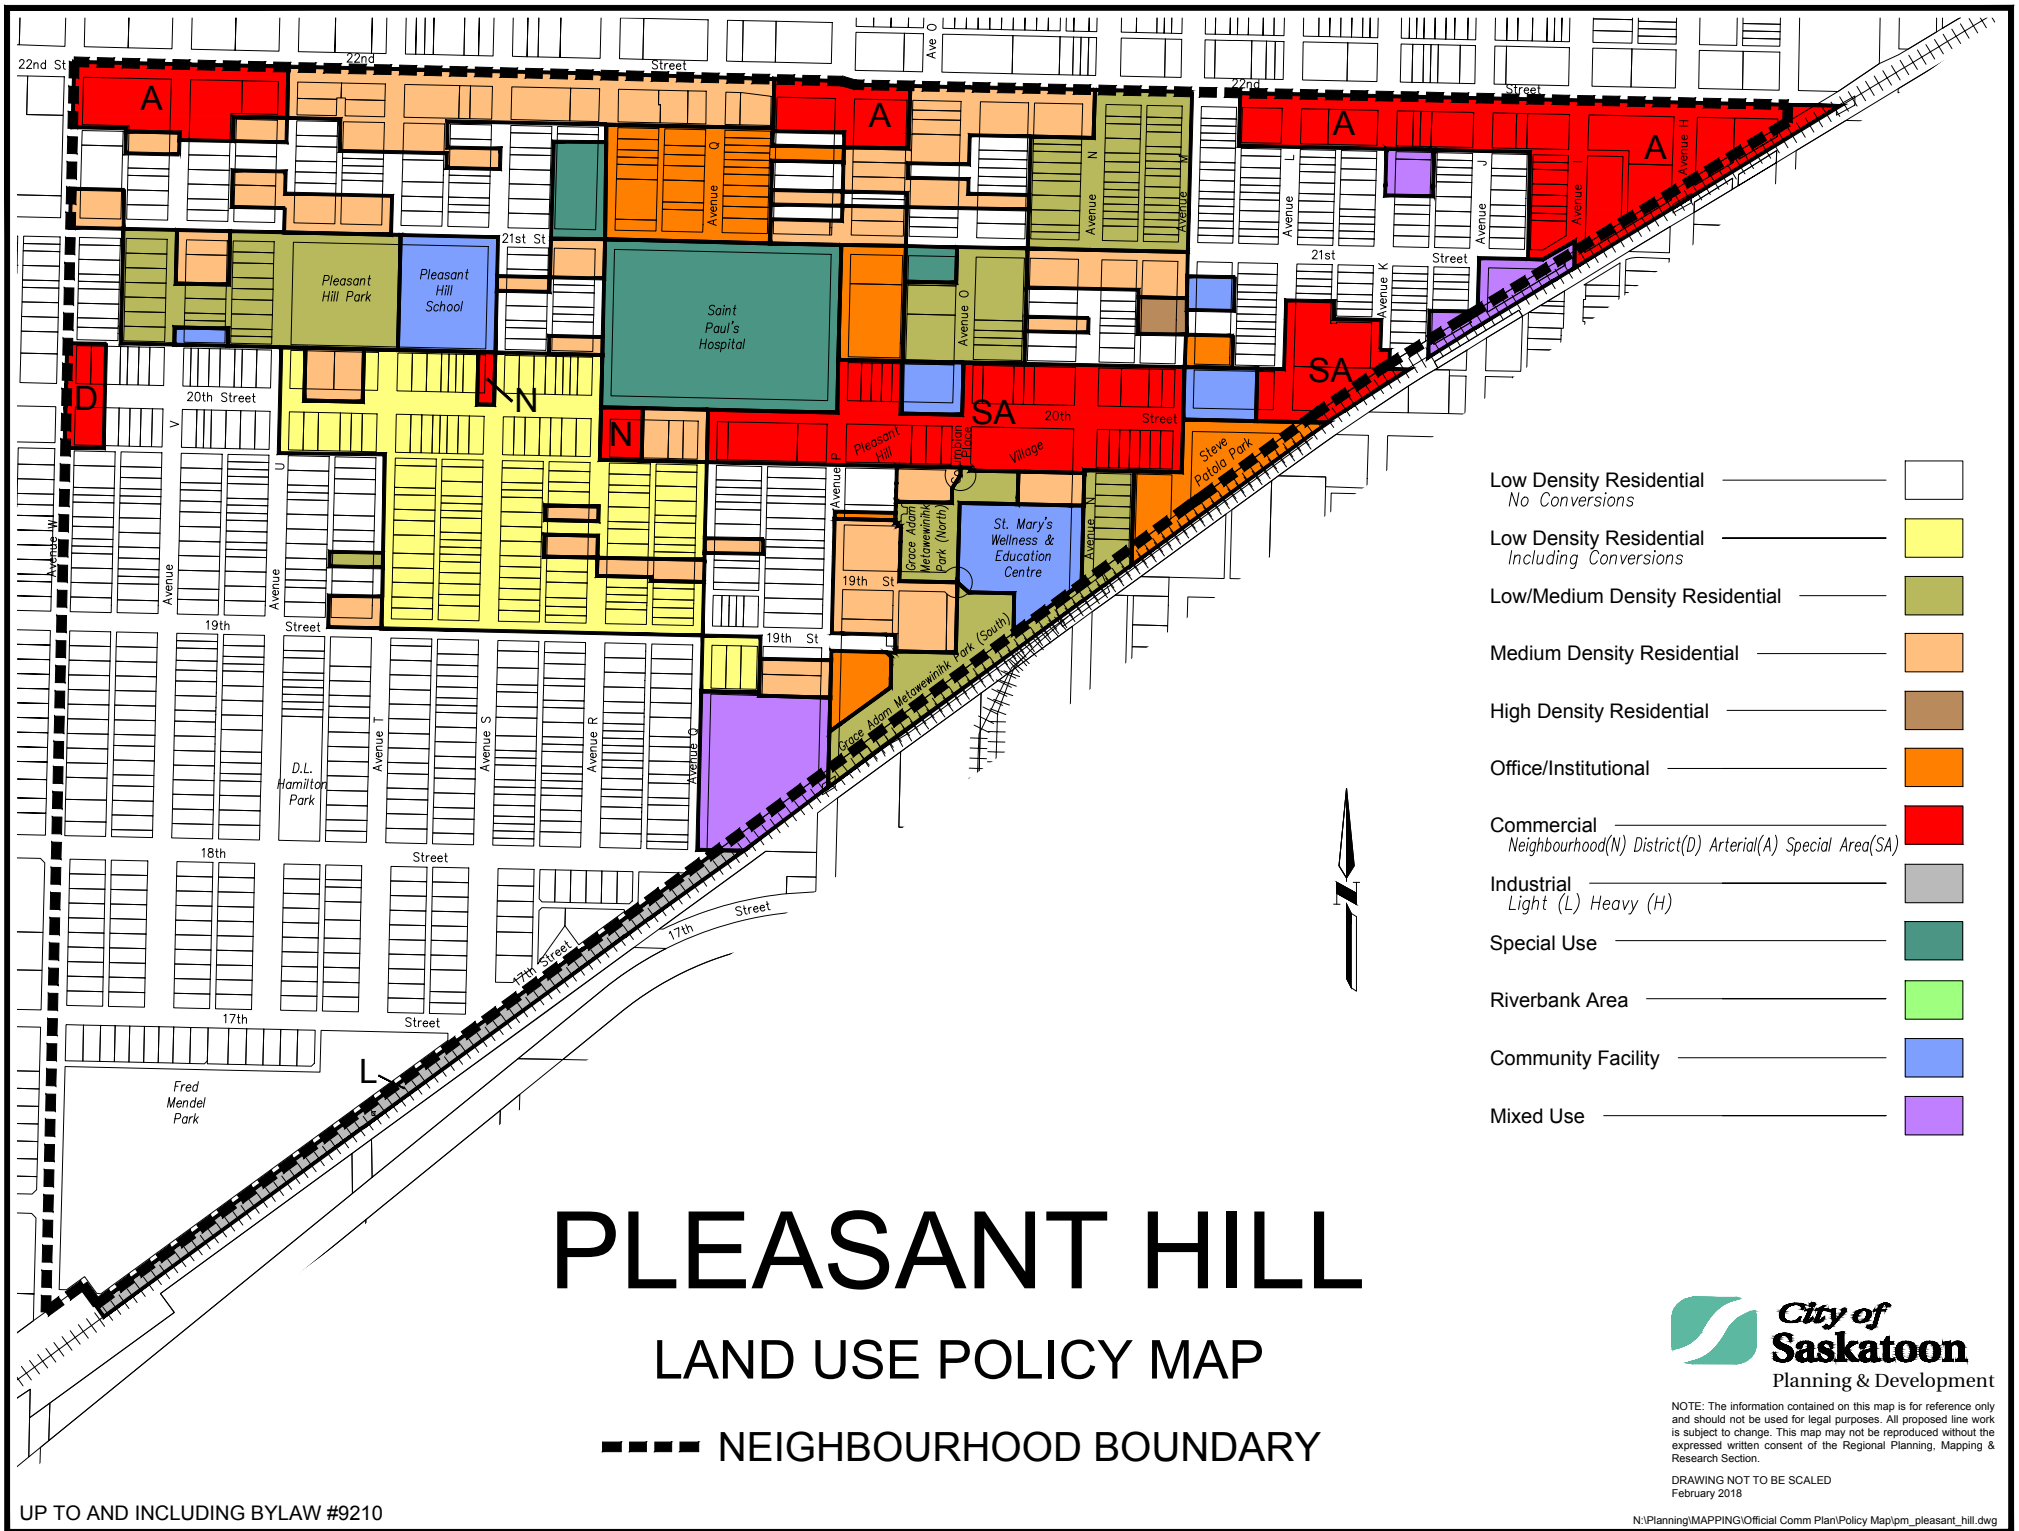 22nd St
22nd
Street
Ave O
22nd
Street
A
A
A
A
Avenue H
Avenue Q
Avenue N
Avenue M
Avenue L
Avenue J
Avenue I
21st St
21st
Street
Avenue K
Pleasant
Hill Park
Pleasant
Hill
School
Saint
Paul's
Hospital
Avenue O
D
20th Street
N
N
SA
SA
20th
Street
V
U
Avenue P
Pleasant
Hill
Place
Village
Steve
Patola Park
Grace Adam
Metawewinihk
Park (North)
St. Mary's
Wellness &
Education
Centre
Avenue N
Avenue W
Avenue
Avenue
19th St
19th
Street
19th St
Grace Adam Metawewinihk Park (South)
Avenue T
Avenue S
Avenue R
Avenue Q
D.L.
Hamilton
Park
18th
Street
17th Street
Street
17th
17th
Street
L
Fred
Mendel
Park
Low Density Residential
No Conversions
Low Density Residential
Including Conversions
Low/Medium Density Residential
Medium Density Residential
High Density Residential
Office/Institutional
Commercial
Neighbourhood(N) District(D) Arterial(A) Special Area(SA)
Industrial
Light (L) Heavy (H)
Special Use
Riverbank Area
Community Facility
Mixed Use
N
PLEASANT HILL
LAND USE POLICY MAP
NEIGHBOURHOOD BOUNDARY
City of
Saskatoon
Planning & Development
NOTE: The information contained on this map is for reference only
and should not be used for legal purposes. All proposed line work
is subject to change. This map may not be reproduced without the
expressed written consent of the Regional Planning, Mapping &
Research Section.
DRAWING NOT TO BE SCALED
February 2018
UP TO AND INCLUDING BYLAW #9210
N:\Planning\MAPPING\Official Comm Plan\Policy Map\pm_pleasant_hill.dwg